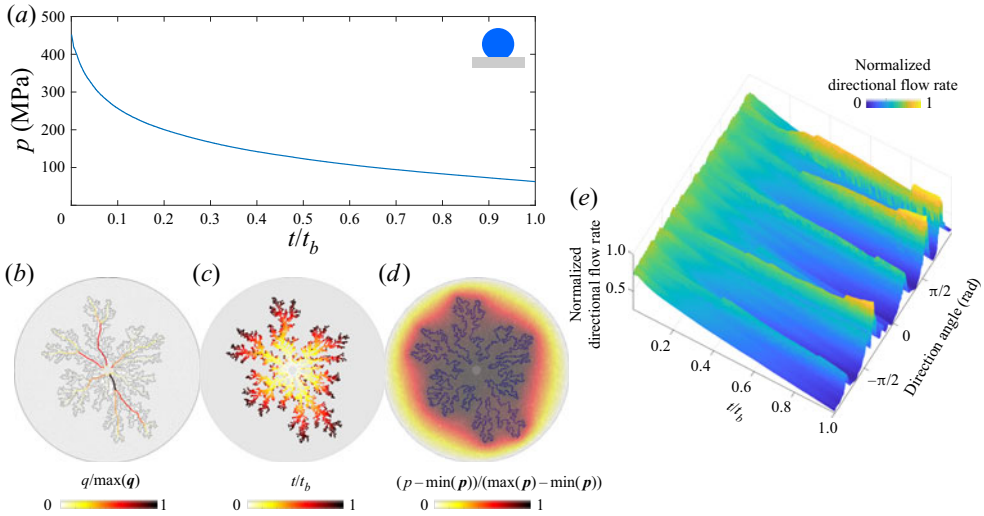 (a)
500
400
300
200
100
p (MPa)
0 0.1 0.2 0.3 0.4 0.5 0.6 0.7 0.8 0.9 1.0
t/t_b
(b)
(c)
(d)
q/max(q)
0 1
t/t_b
0 1
(p – min(p))/(max(p) – min(p))
0 1
(e)
Normalized
directional flow rate
0 1
Normalized
directional flow rate
1.0
0.5
0.2
0.4
0.6
0.8
1.0
t/t_b
–π/2
0
π/2
Direction angle (rad)